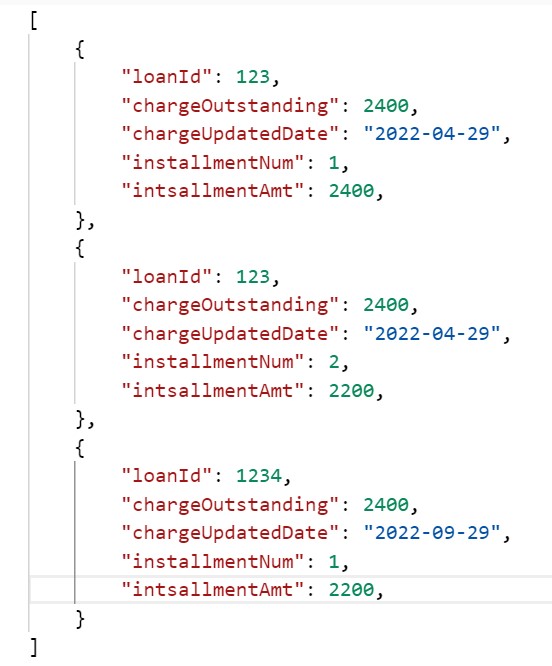 [
{
"loanId": 123,
"chargeOutstanding": 2400,
"chargeUpdatedDate": "2022-04-29",
"installmentNum": 1,
"intsallmentAmt": 2400,
},
{
"loanId": 123,
"chargeOutstanding": 2400,
"chargeUpdatedDate": "2022-04-29",
"installmentNum": 2,
"intsallmentAmt": 2200,
},
{
"loanId": 1234,
"chargeOutstanding": 2400,
"chargeUpdatedDate": "2022-09-29",
"installmentNum": 1,
"intsallmentAmt": 2200,
}
]